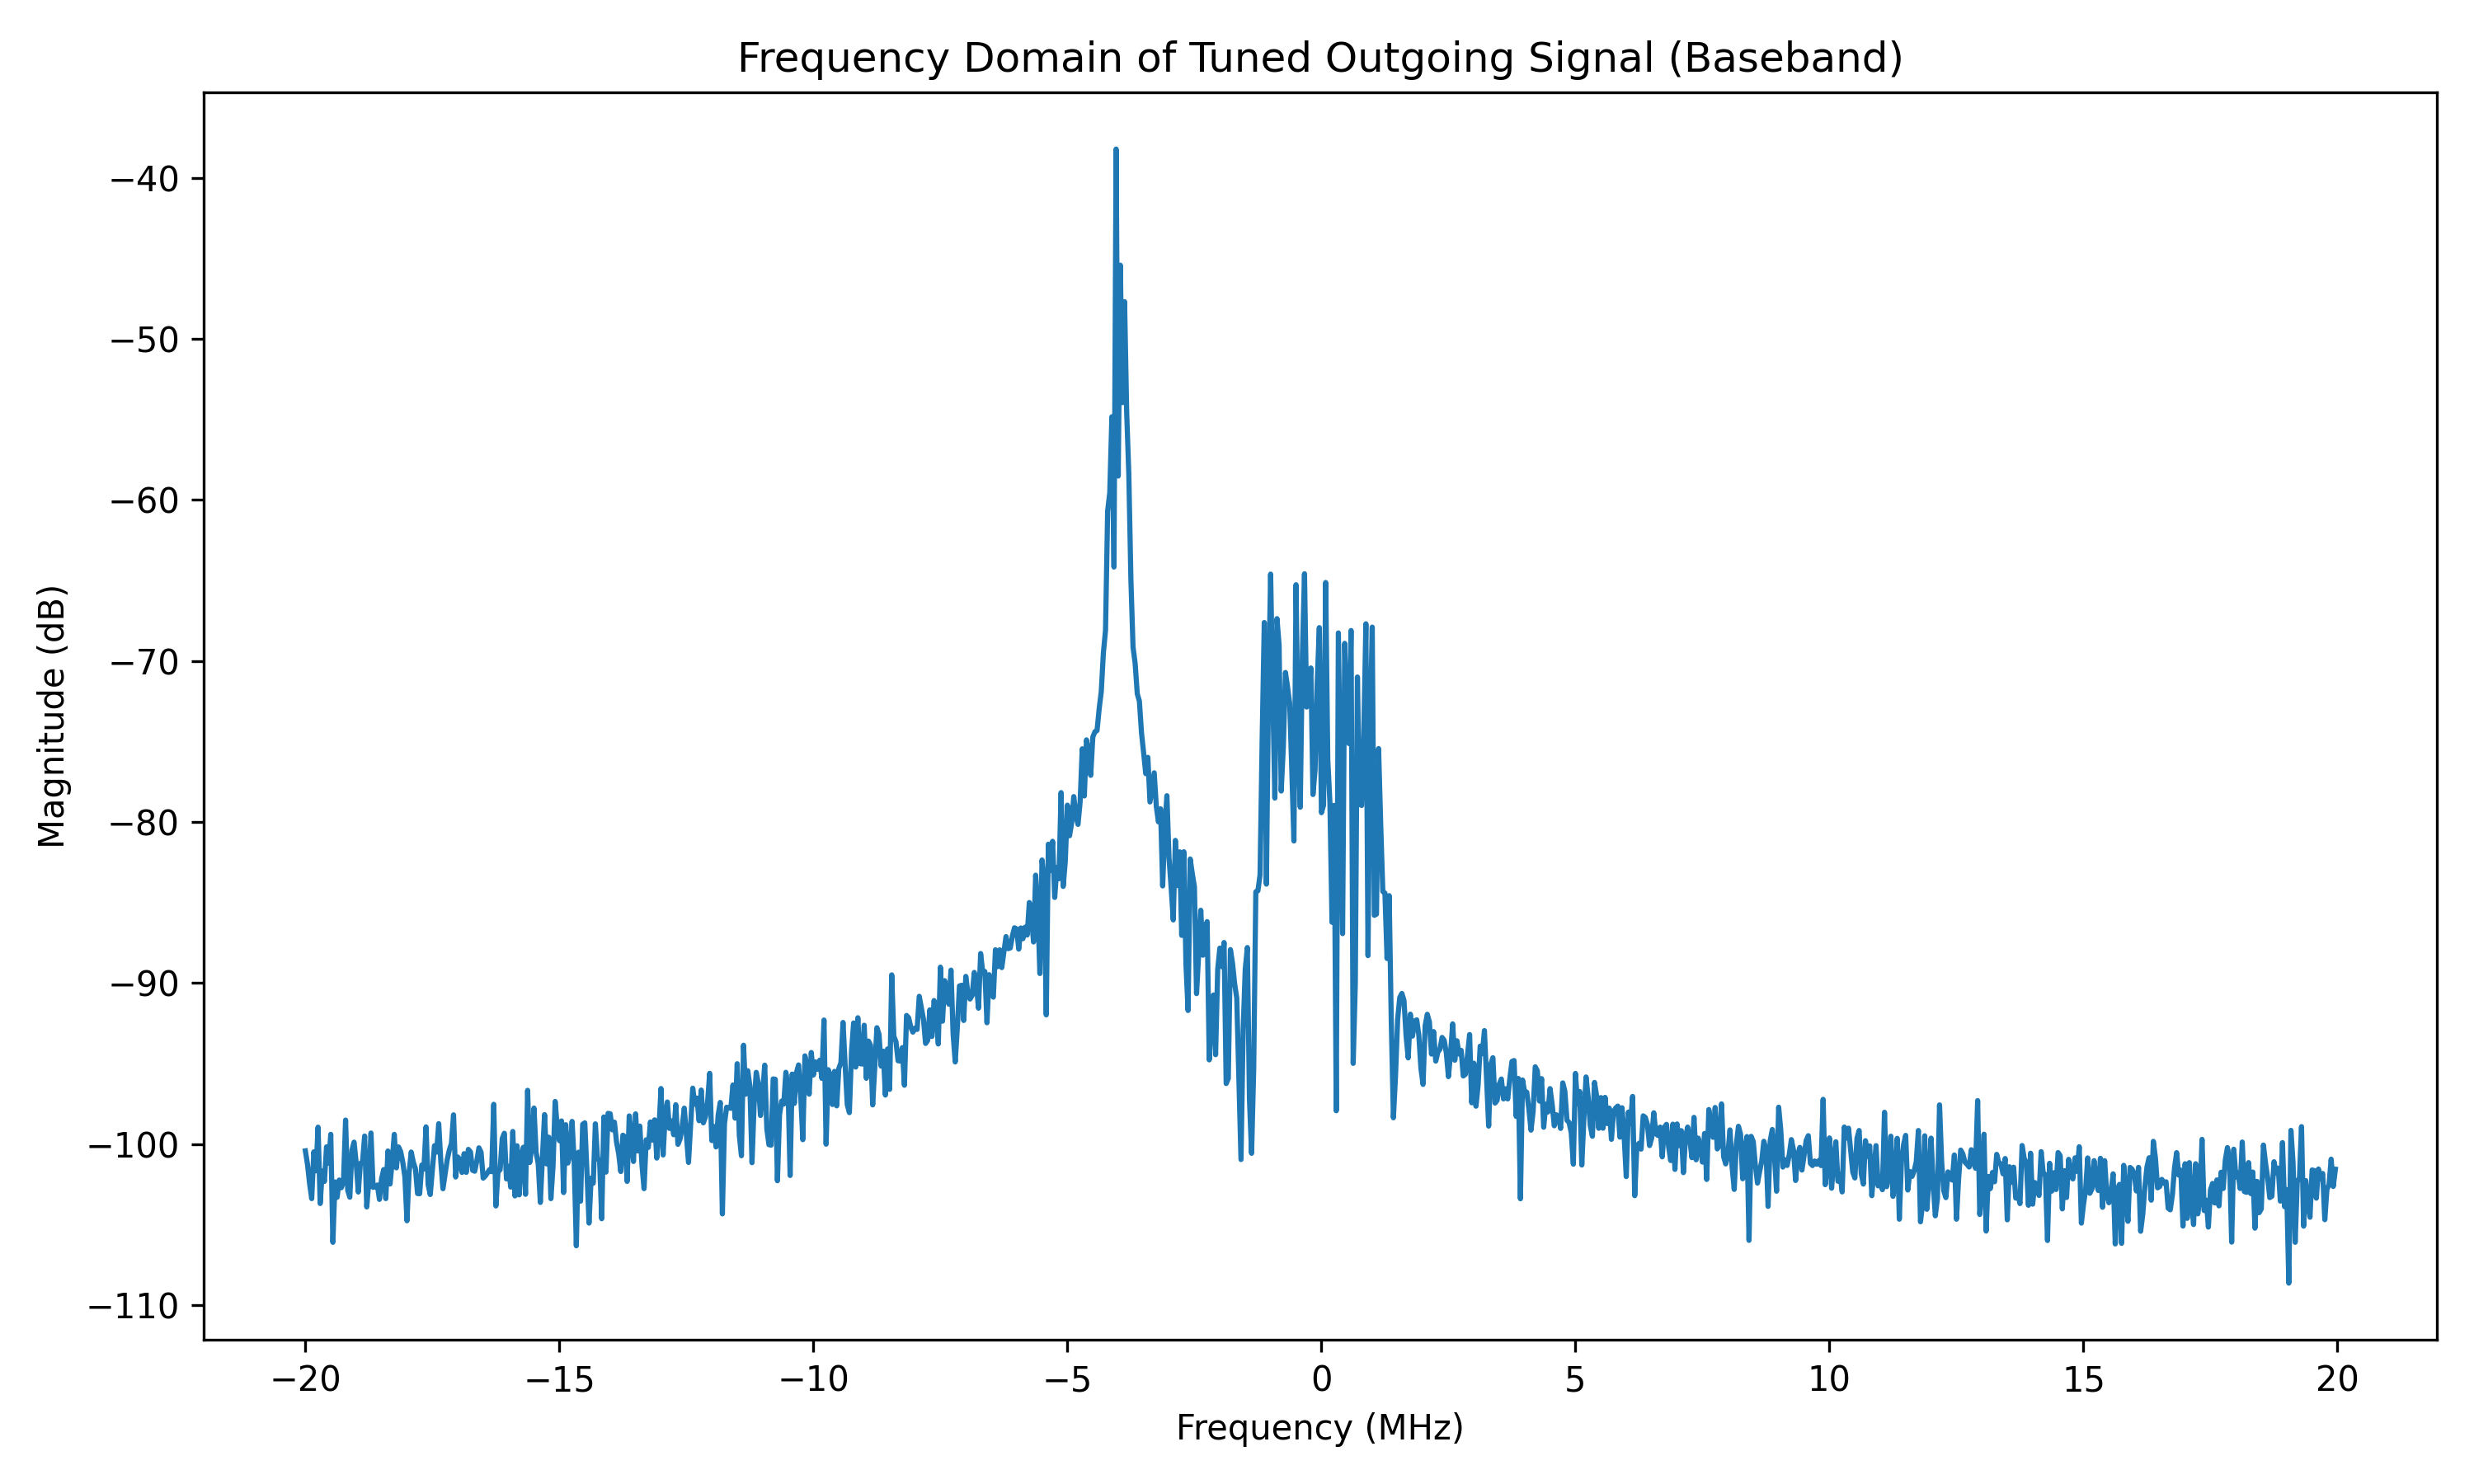 Frequency Domain of Tuned Outgoing Signal (Baseband)
Magnitude (dB)
−40
−50
−60
−70
−80
−90
−100
−110
−20 −15 −10 −5 0 5 10 15 20
Frequency (MHz)